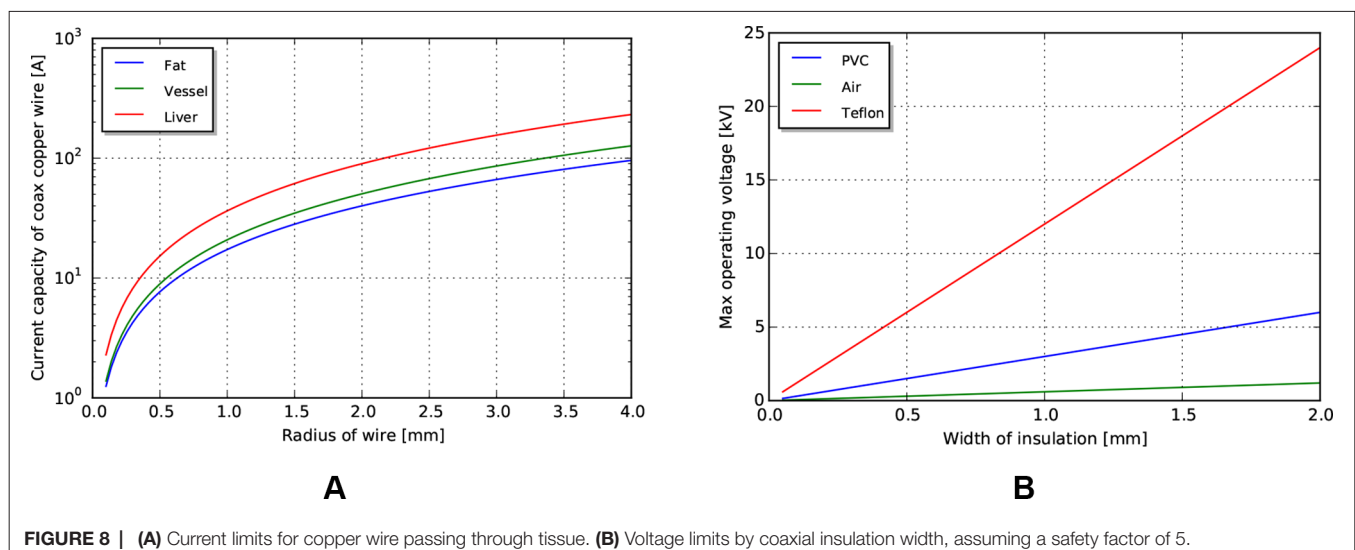 10³
10²
10¹
10⁰
Current capacity of coax copper wire [A]
Fat
Vessel
Liver
0.0 0.5 1.0 1.5 2.0 2.5 3.0 3.5 4.0
Radius of wire [mm]
A
25
20
15
10
5
0
Max operating voltage [kV]
PVC
Air
Teflon
0.0 0.5 1.0 1.5 2.0
Width of insulation [mm]
B
FIGURE 8 | (A) Current limits for copper wire passing through tissue. (B) Voltage limits by coaxial insulation width, assuming a safety factor of 5.